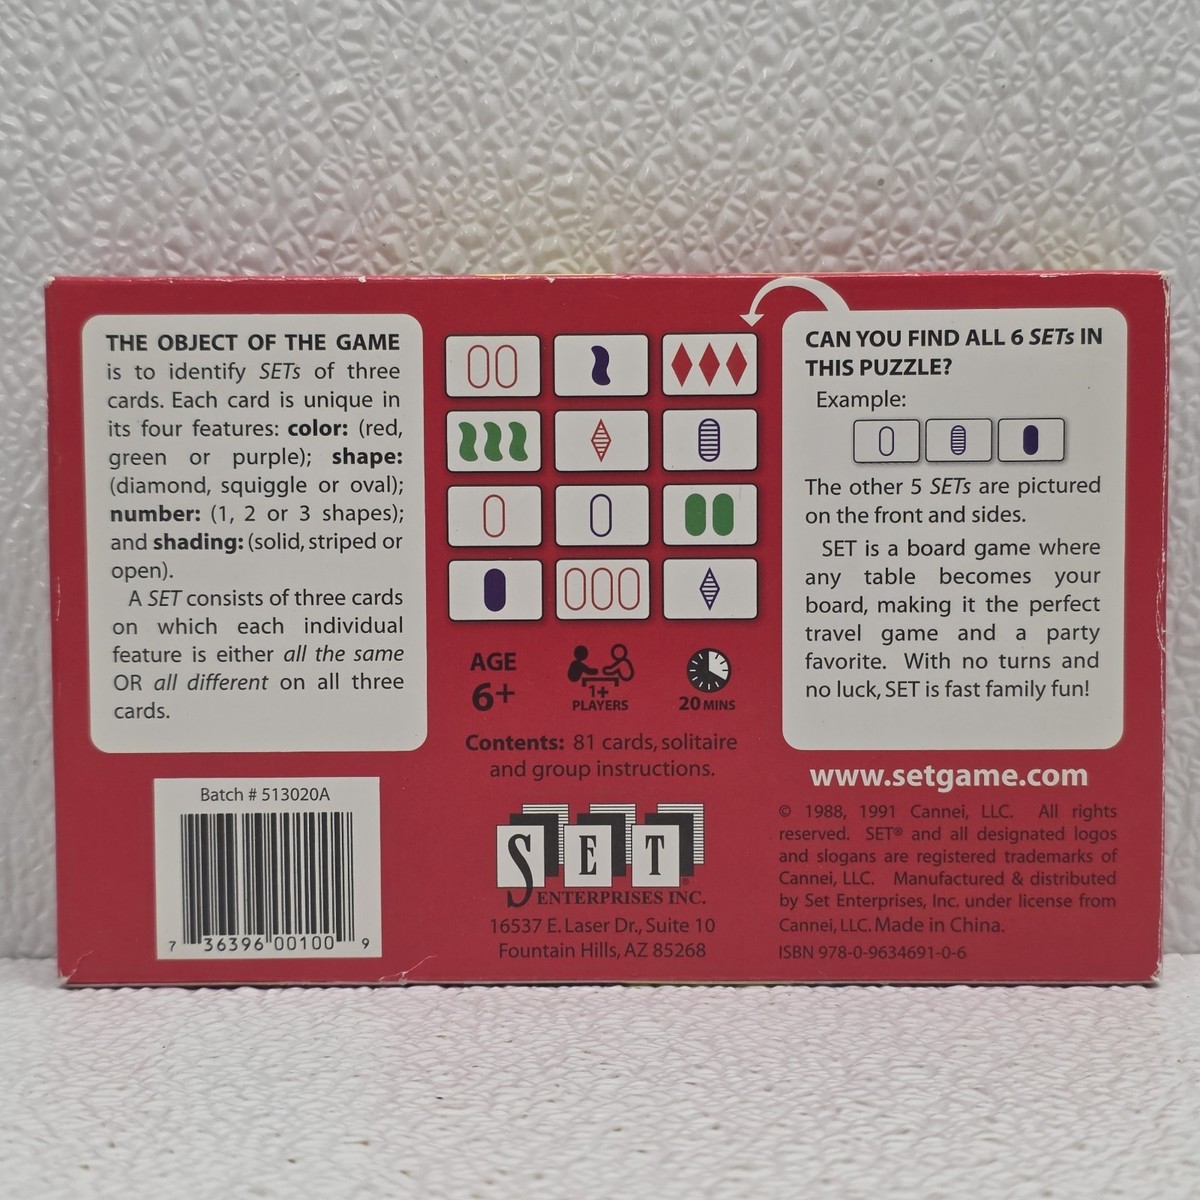 THE OBJECT OF THE GAME
is to identify SETs of three
cards. Each card is unique in
its four features: color: (red,
green or purple); shape:
(diamond, squiggle or oval);
number: (1, 2 or 3 shapes);
and shading: (solid, striped or
open).
A SET consists of three cards
on which each individual
feature is either all the same
OR all different on all three
cards.
Batch # 513020A
7 36396 00100 9
AGE
6+
1+
PLAYERS
20 MINS
Contents: 81 cards, solitaire
and group instructions.
SET®
ENTERPRISES INC.
16537 E. Laser Dr., Suite 10
Fountain Hills, AZ 85268
CAN YOU FIND ALL 6 SETs IN
THIS PUZZLE?
Example:
The other 5 SETs are pictured
on the front and sides.
SET is a board game where
any table becomes your
board, making it the perfect
travel game and a party
favorite. With no turns and
no luck, SET is fast family fun!
www.setgame.com
© 1988, 1991 Cannei, LLC. All rights
reserved. SET® and all designated logos
and slogans are registered trademarks of
Cannei, LLC. Manufactured & distributed
by Set Enterprises, Inc. under license from
Cannei, LLC. Made in China.
ISBN 978-0-9634691-0-6